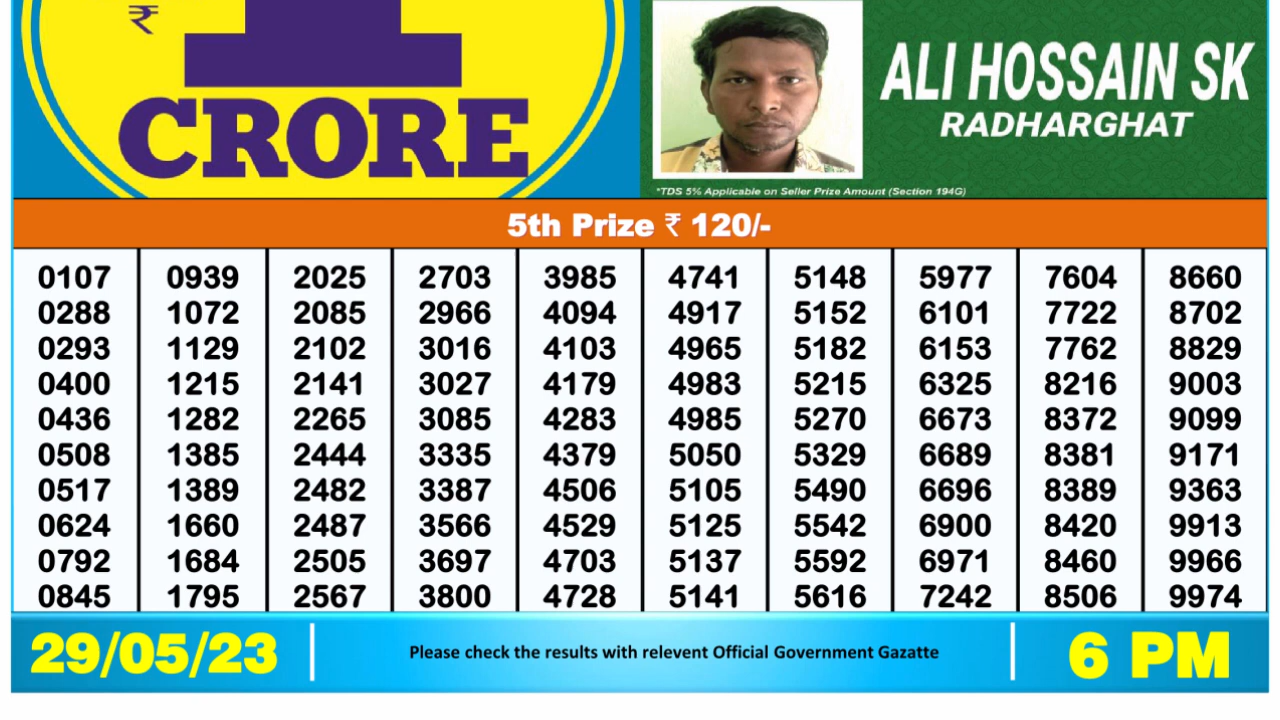 ₹
CRORE
ALI HOSSAIN SK
RADHARGHAT
*TDS 5% Applicable on Seller Prize Amount (Section 194G)
5th Prize ₹ 120/-
0107 0939 2025 2703 3985 4741 5148 5977 7604 8660
0288 1072 2085 2966 4094 4917 5152 6101 7722 8702
0293 1129 2102 3016 4103 4965 5182 6153 7762 8829
0400 1215 2141 3027 4179 4983 5215 6325 8216 9003
0436 1282 2265 3085 4283 4985 5270 6673 8372 9099
0508 1385 2444 3335 4379 5050 5329 6689 8381 9171
0517 1389 2482 3387 4506 5105 5490 6696 8389 9363
0624 1660 2487 3566 4529 5125 5542 6900 8420 9913
0792 1684 2505 3697 4703 5137 5592 6971 8460 9966
0845 1795 2567 3800 4728 5141 5616 7242 8506 9974
29/05/23
Please check the results with relevent Official Government Gazatte
6 PM